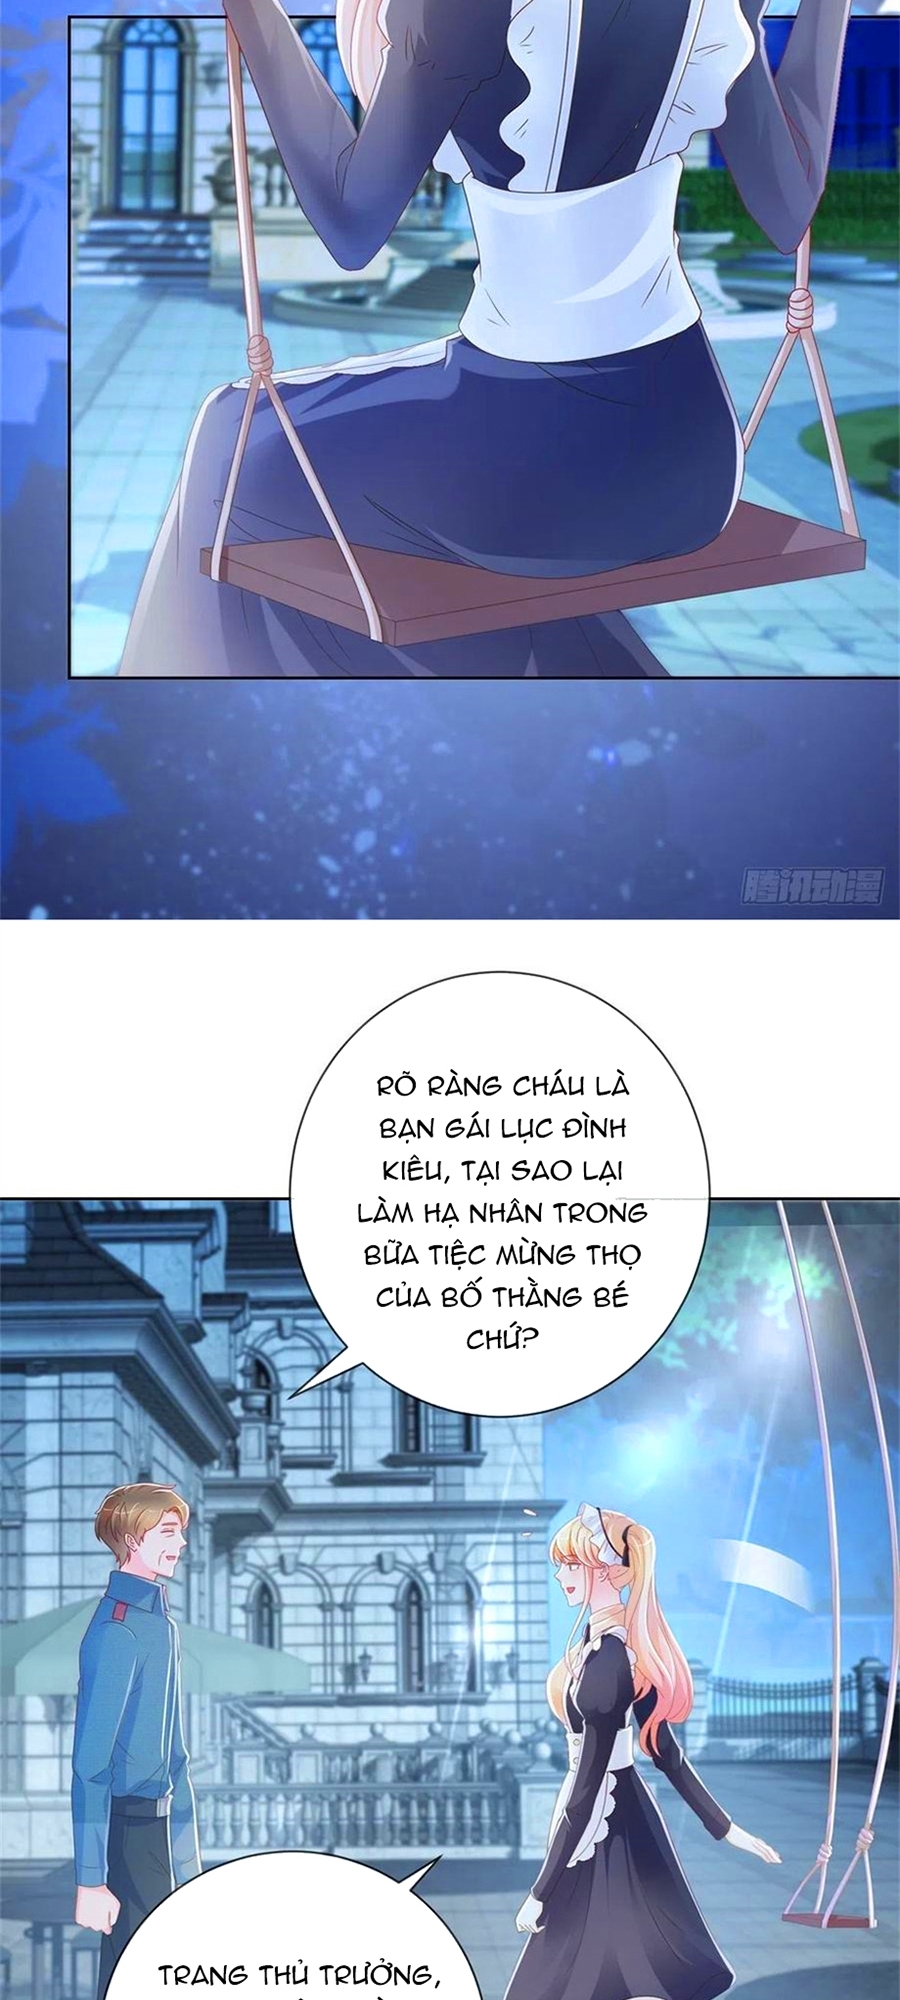 腾讯动漫
RÕ RÀNG CHÁU LÀ
BẠN GÁI LỤC ĐÌNH
KIÊU, TẠI SAO LẠI
LÀM HẠ NHÂN TRONG
BỮA TIỆC MỪNG THỌ
CỦA BỐ THẰNG BÉ
CHỨ?
TRANG THỦ TRƯỞNG,